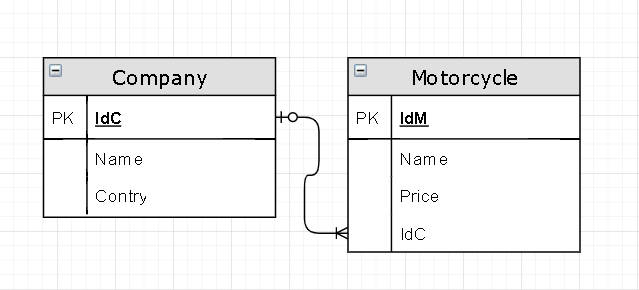 Company
PK IdC
Name
Contry
Motorcycle
PK IdM
Name
Price
IdC